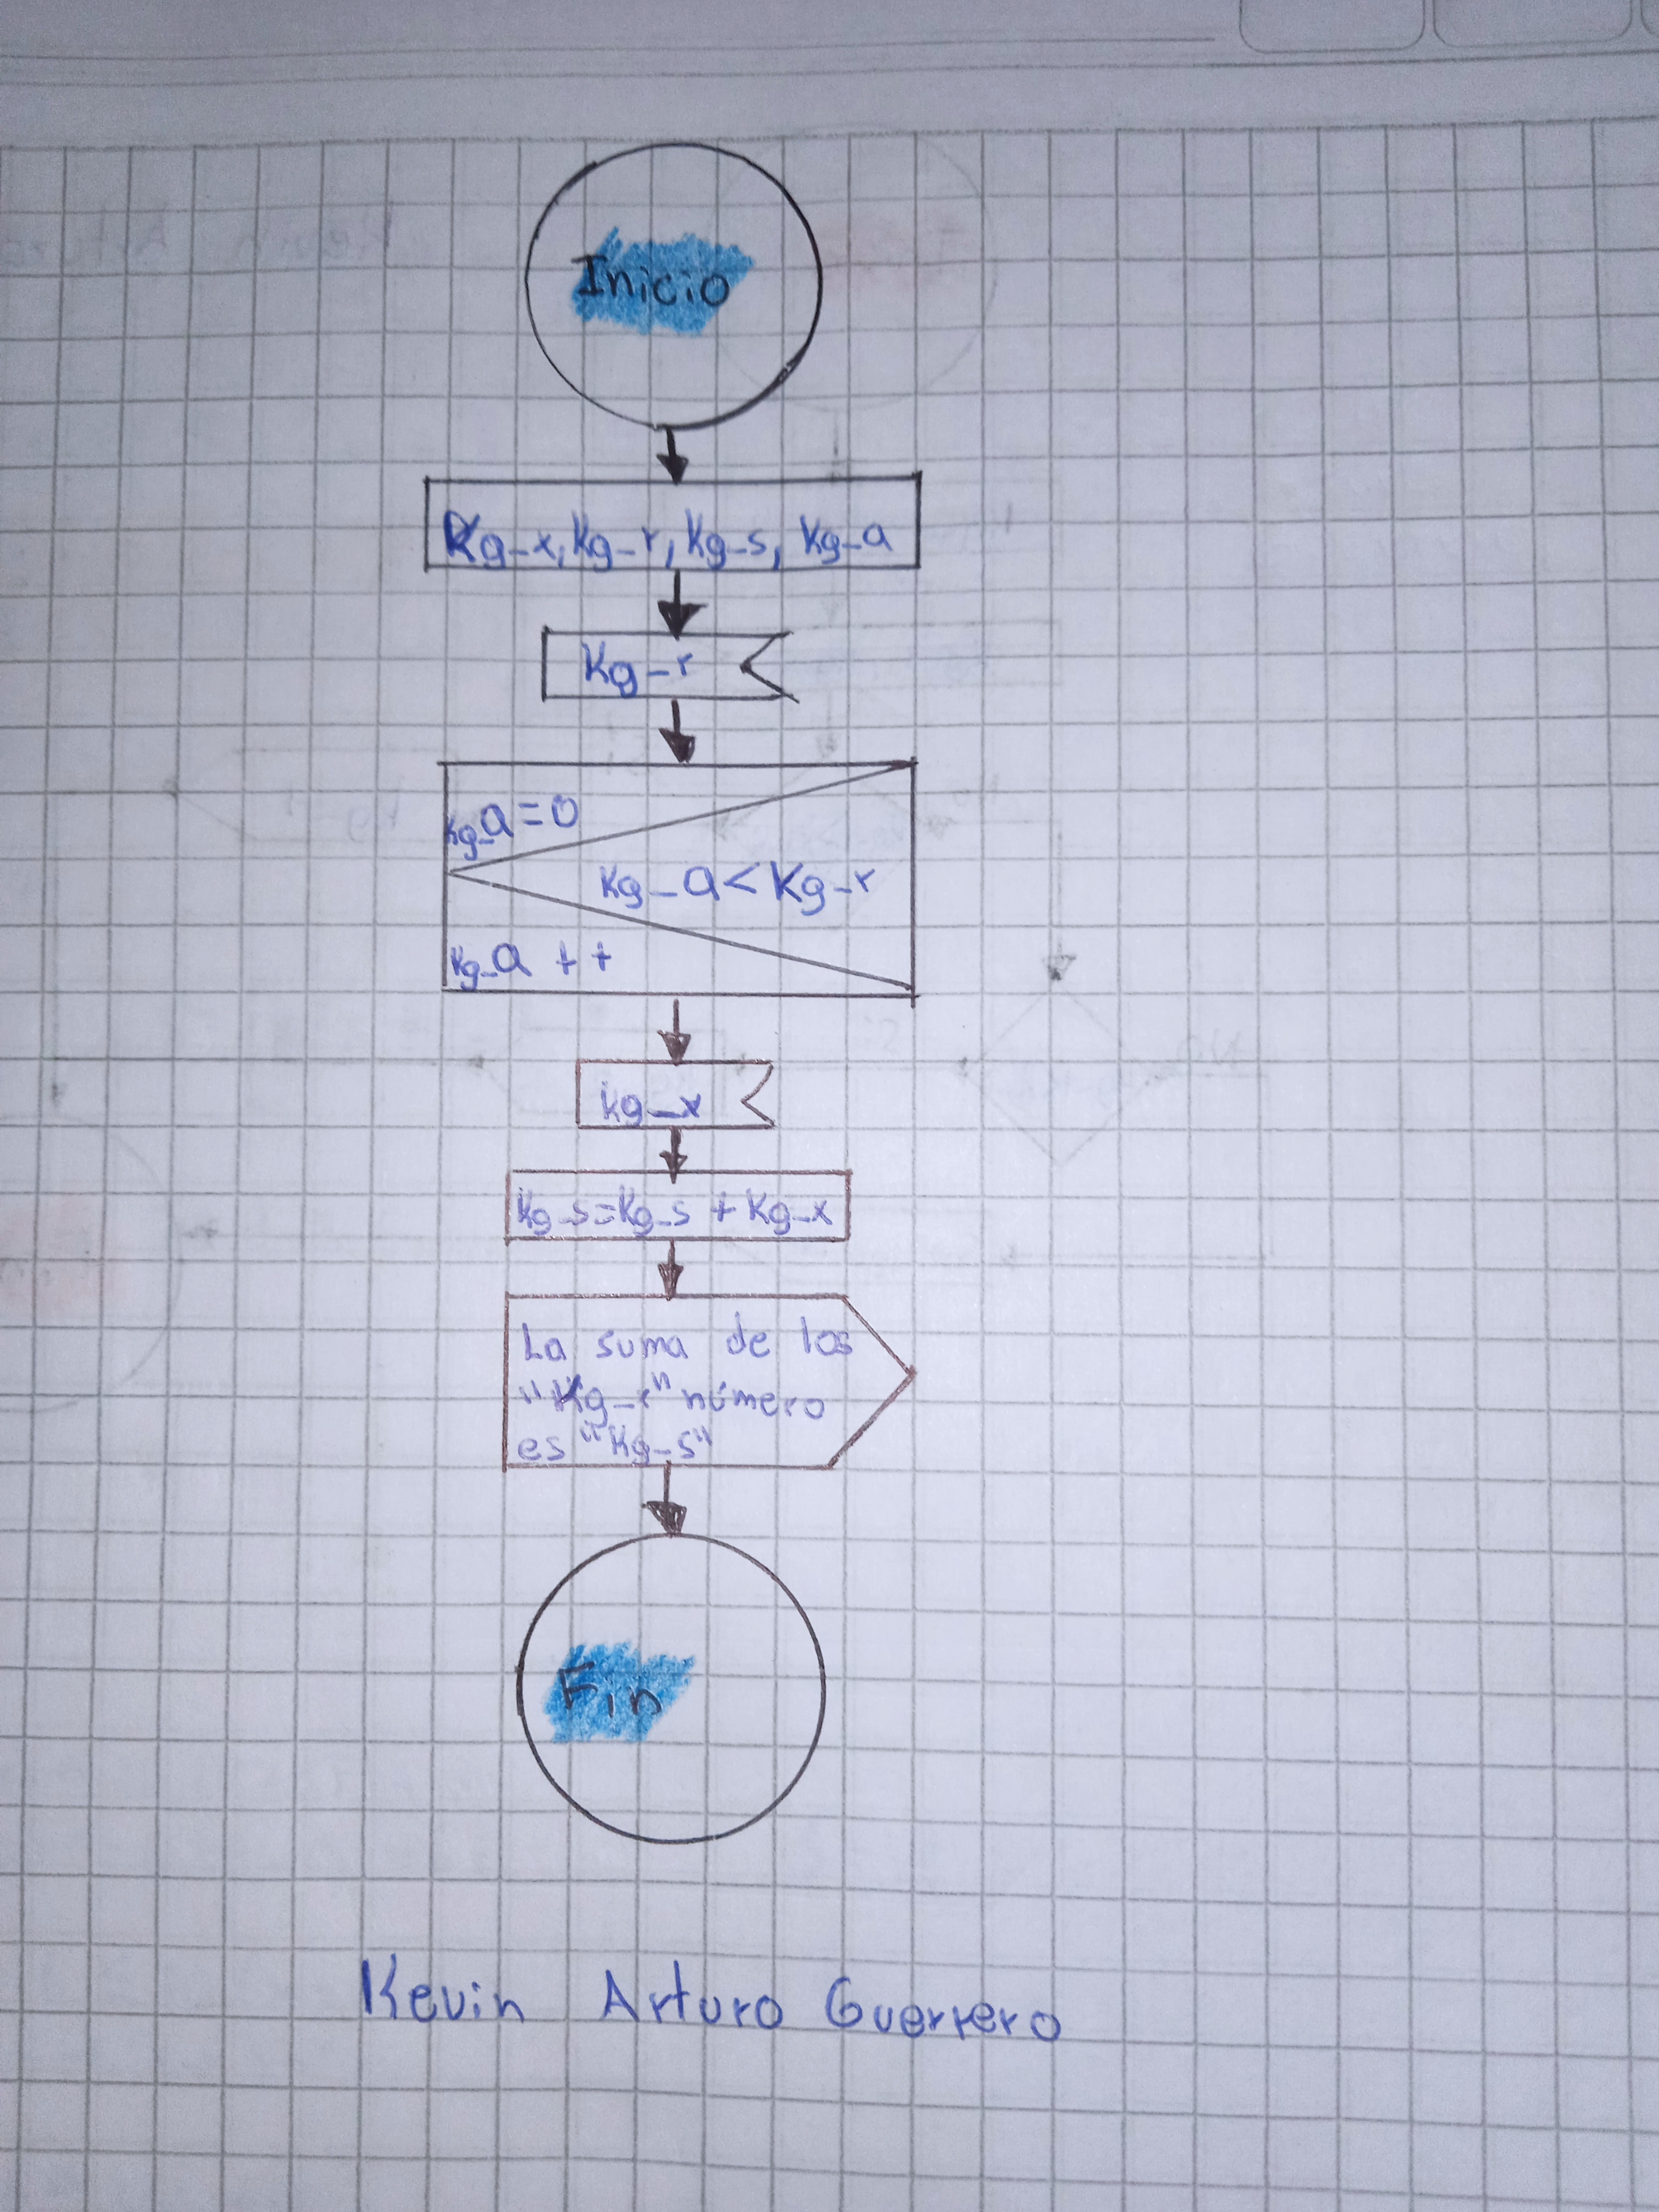 Inicio
Kg_x, Kg_r, Kg_s, Kg_a
Kg_r
Kg_a=0
Kg_a<Kg_r
Kg_a ++
Kg_x
Kg_s=Kg_s + Kg_x
La suma de los
"Kg_r" número
es "Kg_s"
Fin
Kevin Arturo Guerrero